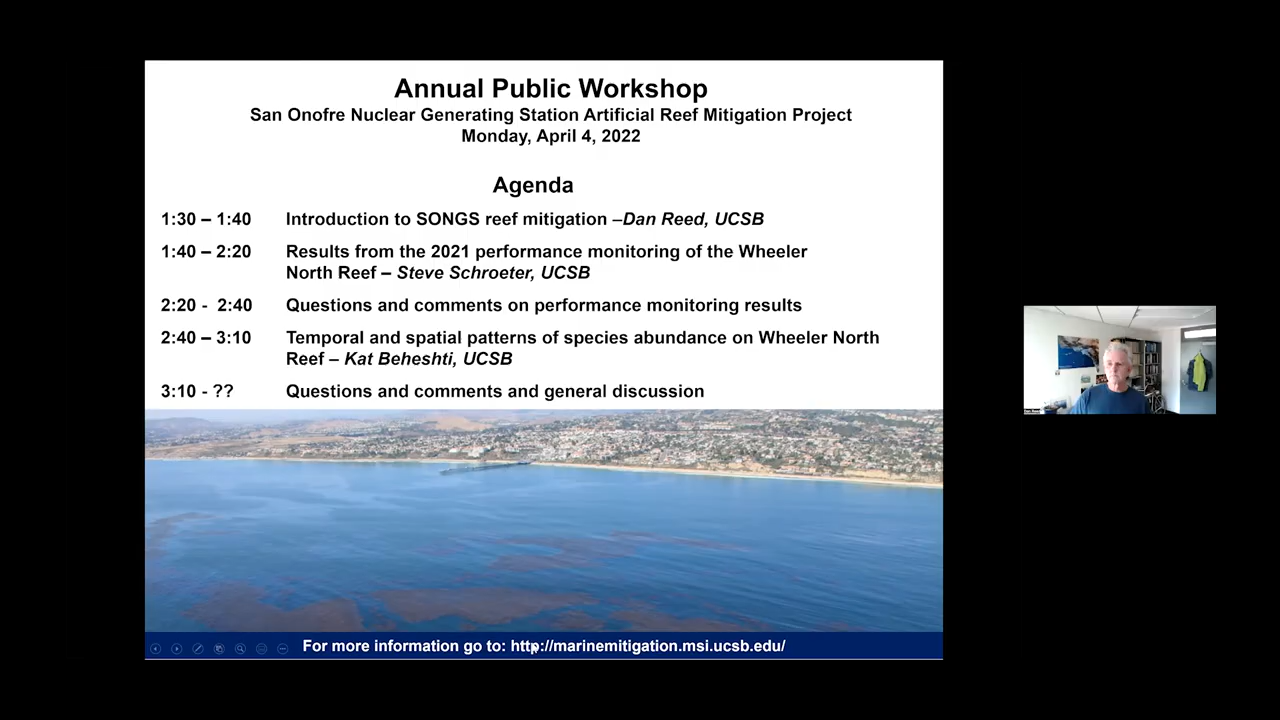 Annual Public Workshop
San Onofre Nuclear Generating Station Artificial Reef Mitigation Project
Monday, April 4, 2022
Agenda
1:30 – 1:40 Introduction to SONGS reef mitigation –Dan Reed, UCSB
1:40 – 2:20 Results from the 2021 performance monitoring of the Wheeler
North Reef – Steve Schroeter, UCSB
2:20 - 2:40 Questions and comments on performance monitoring results
2:40 – 3:10 Temporal and spatial patterns of species abundance on Wheeler North
Reef – Kat Beheshti, UCSB
3:10 - ?? Questions and comments and general discussion
For more information go to: http://marinemitigation.msi.ucsb.edu/
Dan Reed